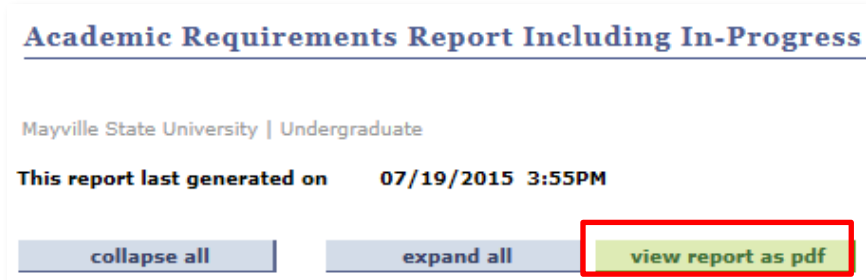 Academic Requirements Report Including In-Progress
Mayville State University | Undergraduate
This report last generated on 07/19/2015 3:55PM
collapse all expand all view report as pdf